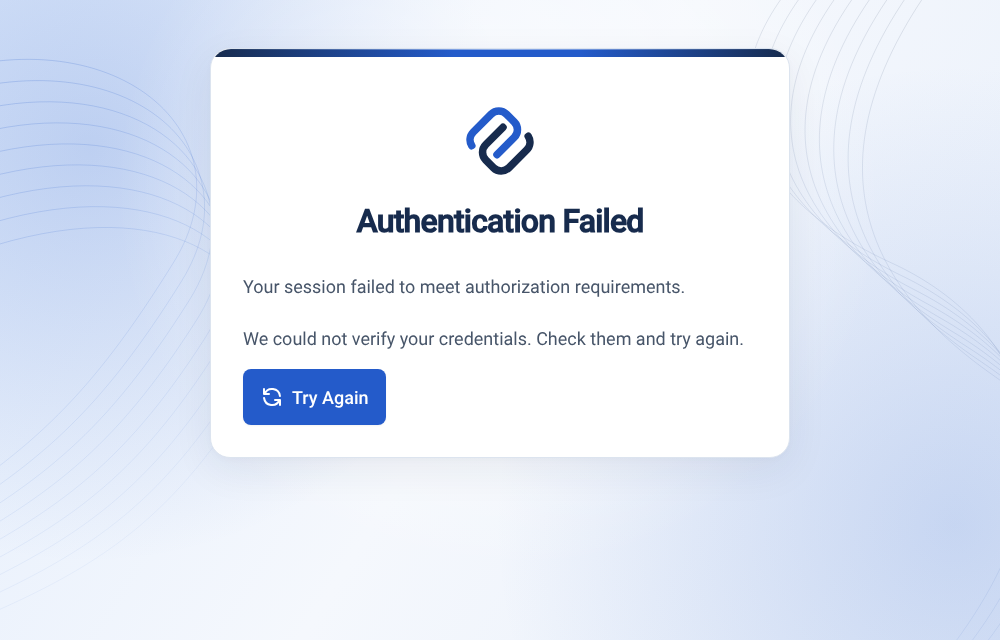 Authentication Failed
Your session failed to meet authorization requirements.
We could not verify your credentials. Check them and try again.
Try Again